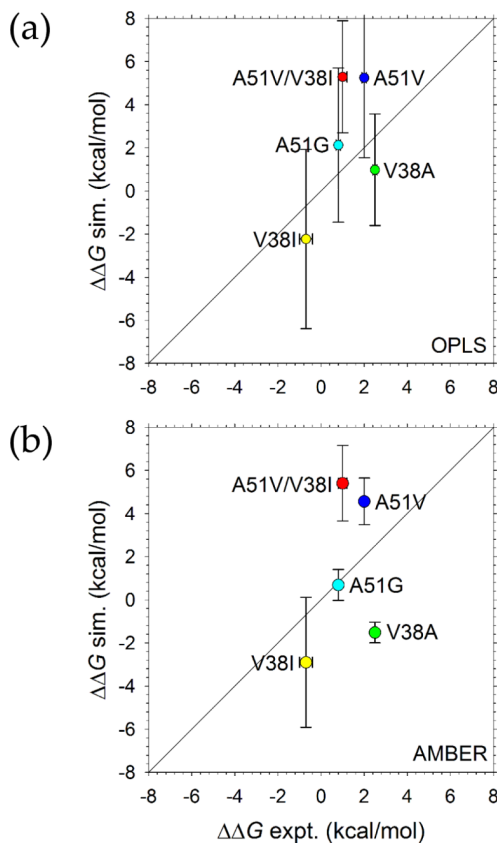 (a)
ΔΔG sim. (kcal/mol)
8
6
4
2
0
-2
-4
-6
-8
A51V/V38I
A51V
A51G
V38A
V38I
OPLS
-8 -6 -4 -2 0 2 4 6 8
(b)
ΔΔG sim. (kcal/mol)
8
6
4
2
0
-2
-4
-6
-8
A51V/V38I
A51V
A51G
V38A
V38I
AMBER
-8 -6 -4 -2 0 2 4 6 8
ΔΔG expt. (kcal/mol)